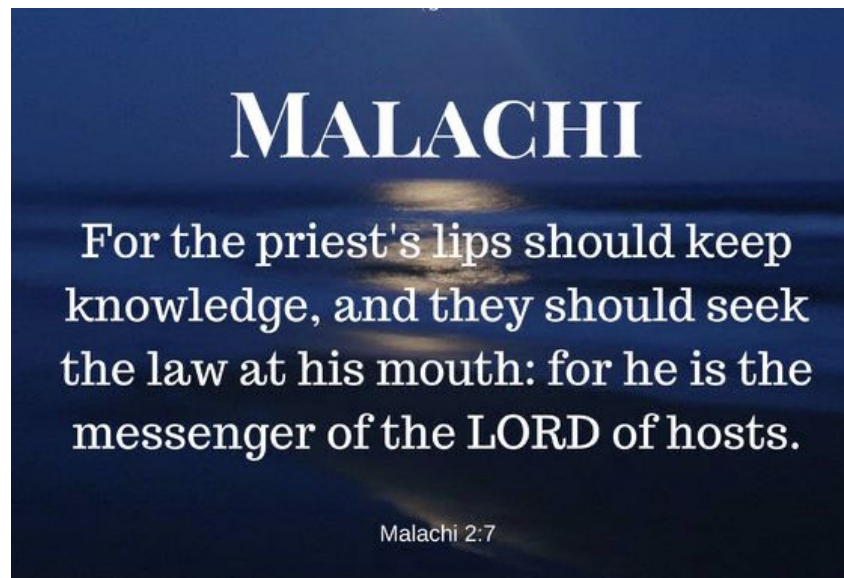 MALACHI
For the priest's lips should keep
knowledge, and they should seek
the law at his mouth: for he is the
messenger of the LORD of hosts.
Malachi 2:7